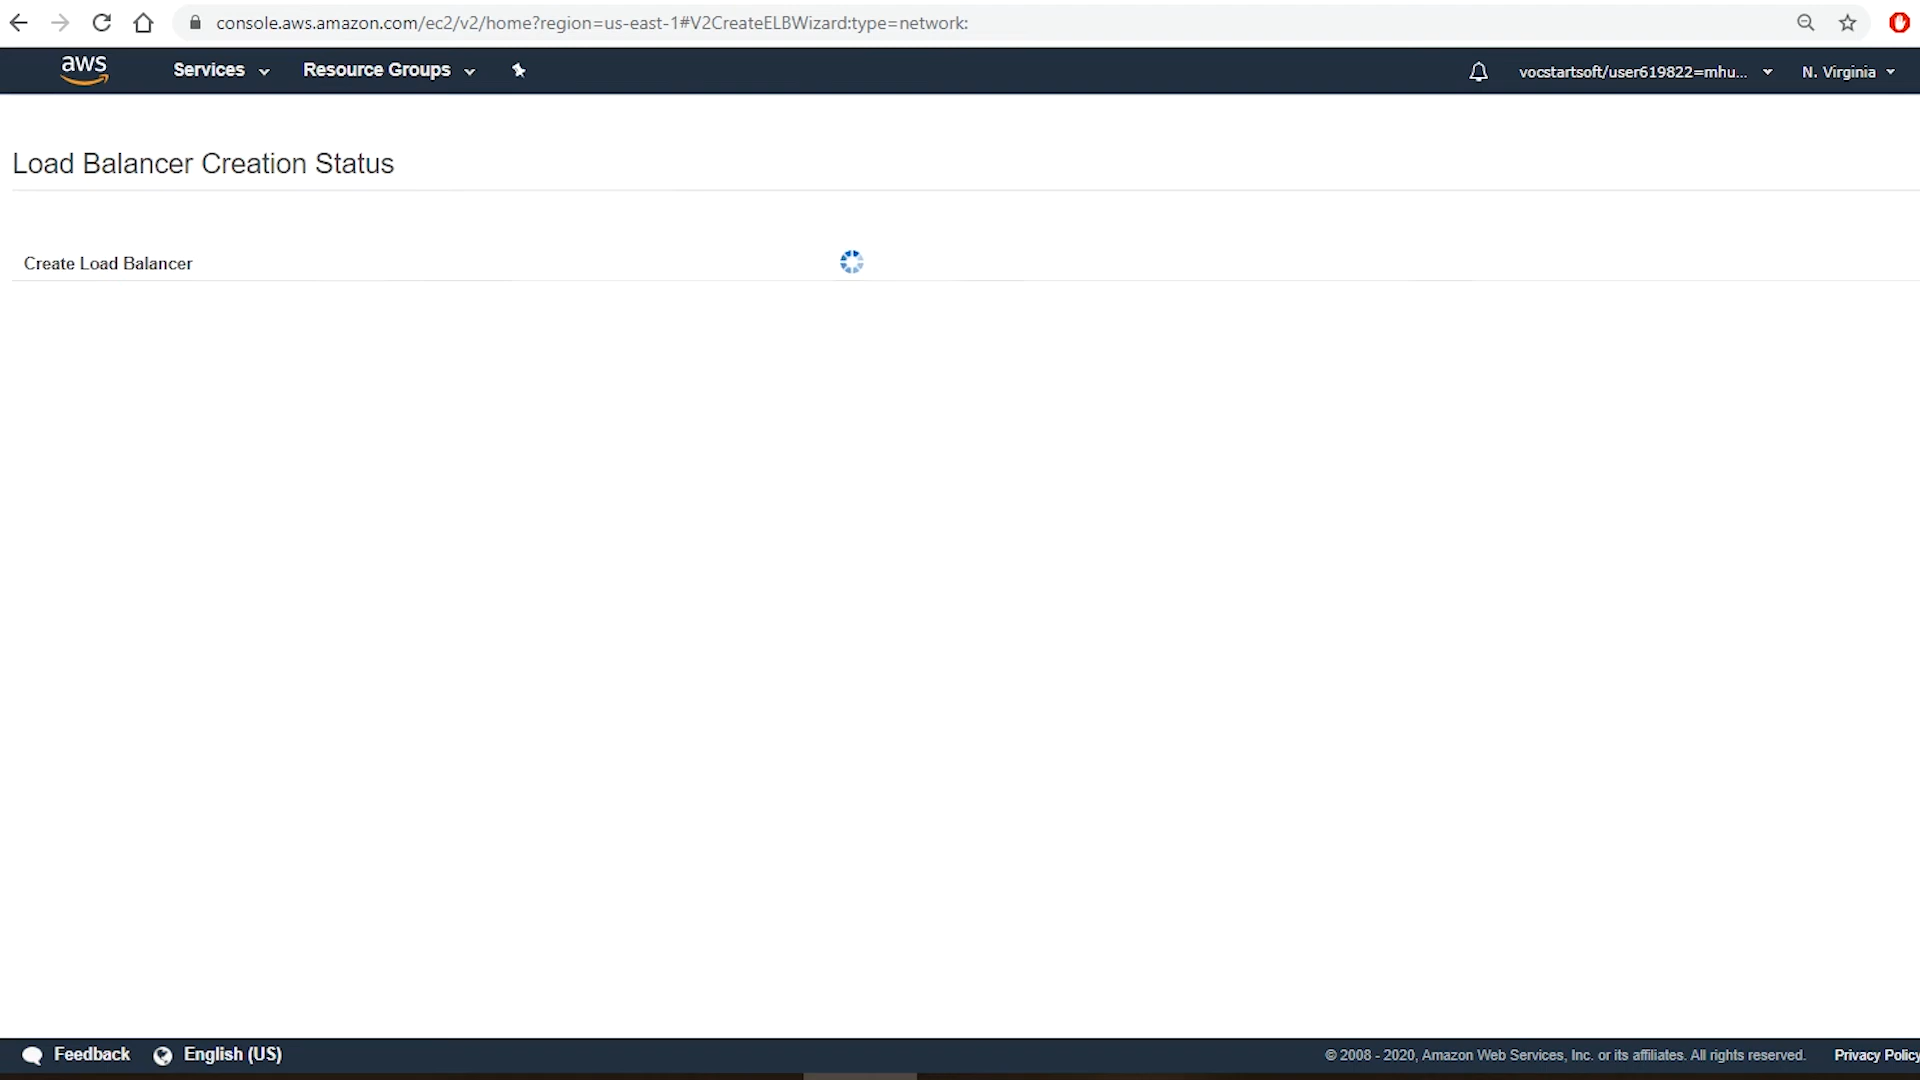 console.aws.amazon.com/ec2/v2/home?region=us-east-1#V2CreateELBWizard:type=network:
aws Services Resource Groups vocstartsoft/user619822=mhu... N. Virginia
Load Balancer Creation Status
Create Load Balancer
Feedback English (US) © 2008 - 2020, Amazon Web Services, Inc. or its affiliates. All rights reserved. Privacy Policy